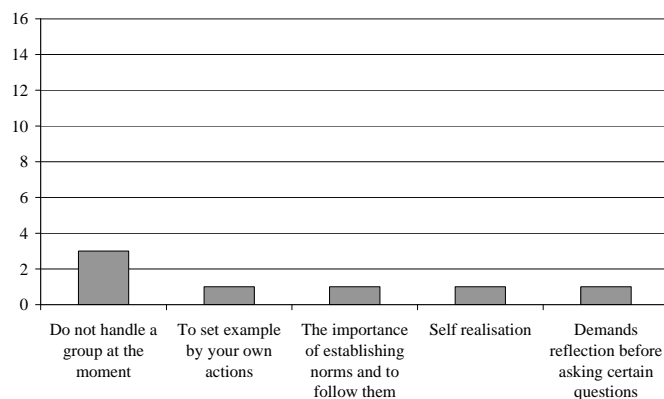 16
14
12
10
8
6
4
2
0
Do not handle a
group at the
moment
To set example
by your own
actions
The importance
of establishing
norms and to
follow them
Self realisation
Demands
reflection before
asking certain
questions